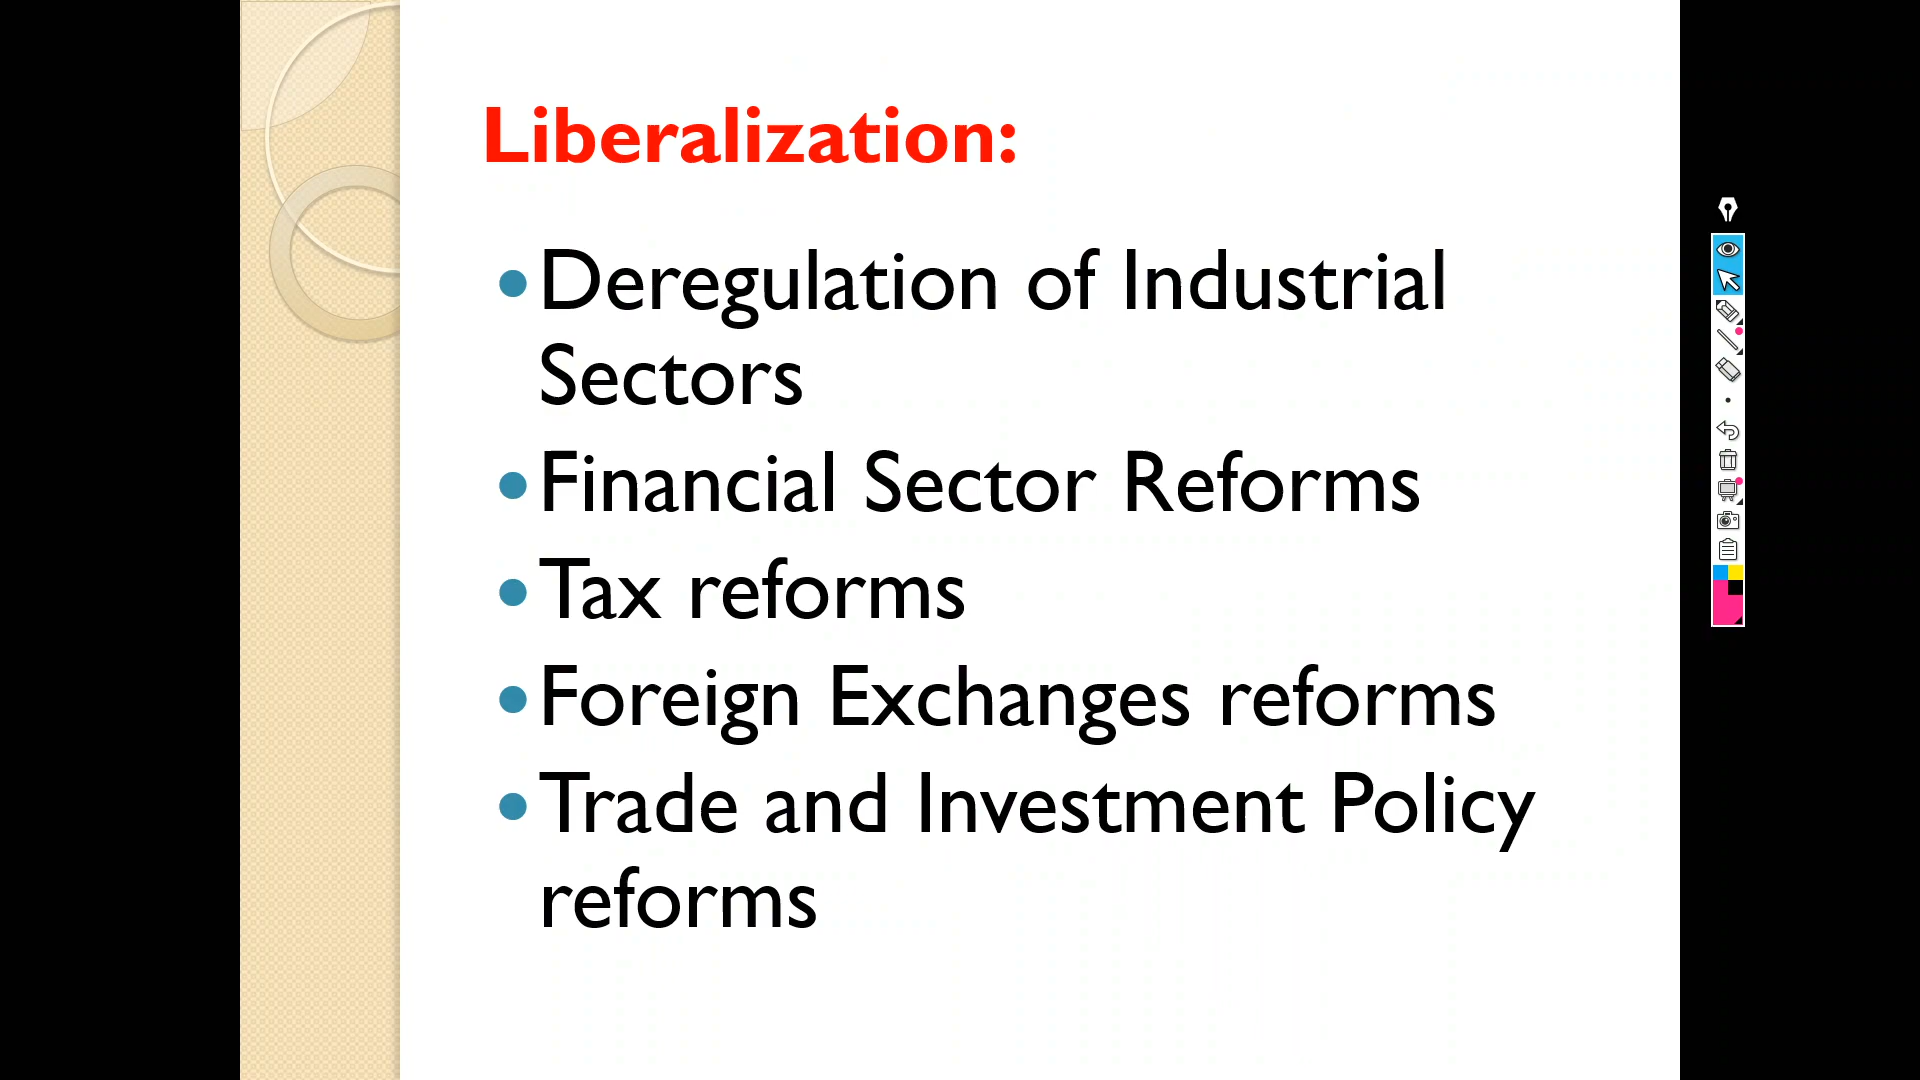 Liberalization:
•Deregulation of Industrial
Sectors
•Financial Sector Reforms
•Tax reforms
•Foreign Exchanges reforms
•Trade and Investment Policy
reforms